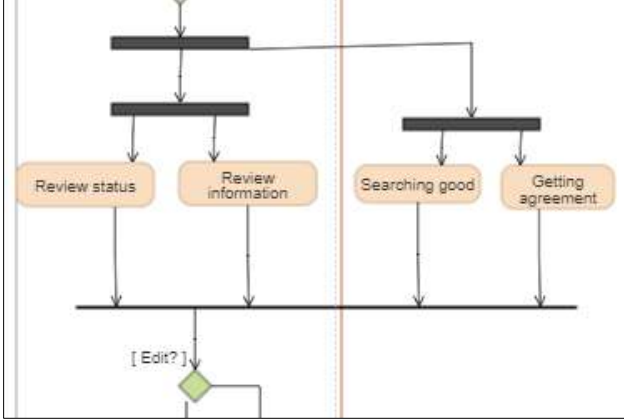 Review status
Review
information
Searching good
Getting
agreement
[ Edit? ]